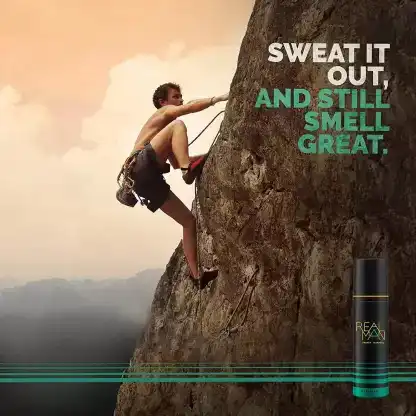 SWEAT IT
OUT,
AND STILL
SMELL
GREAT.
REAL
MAN